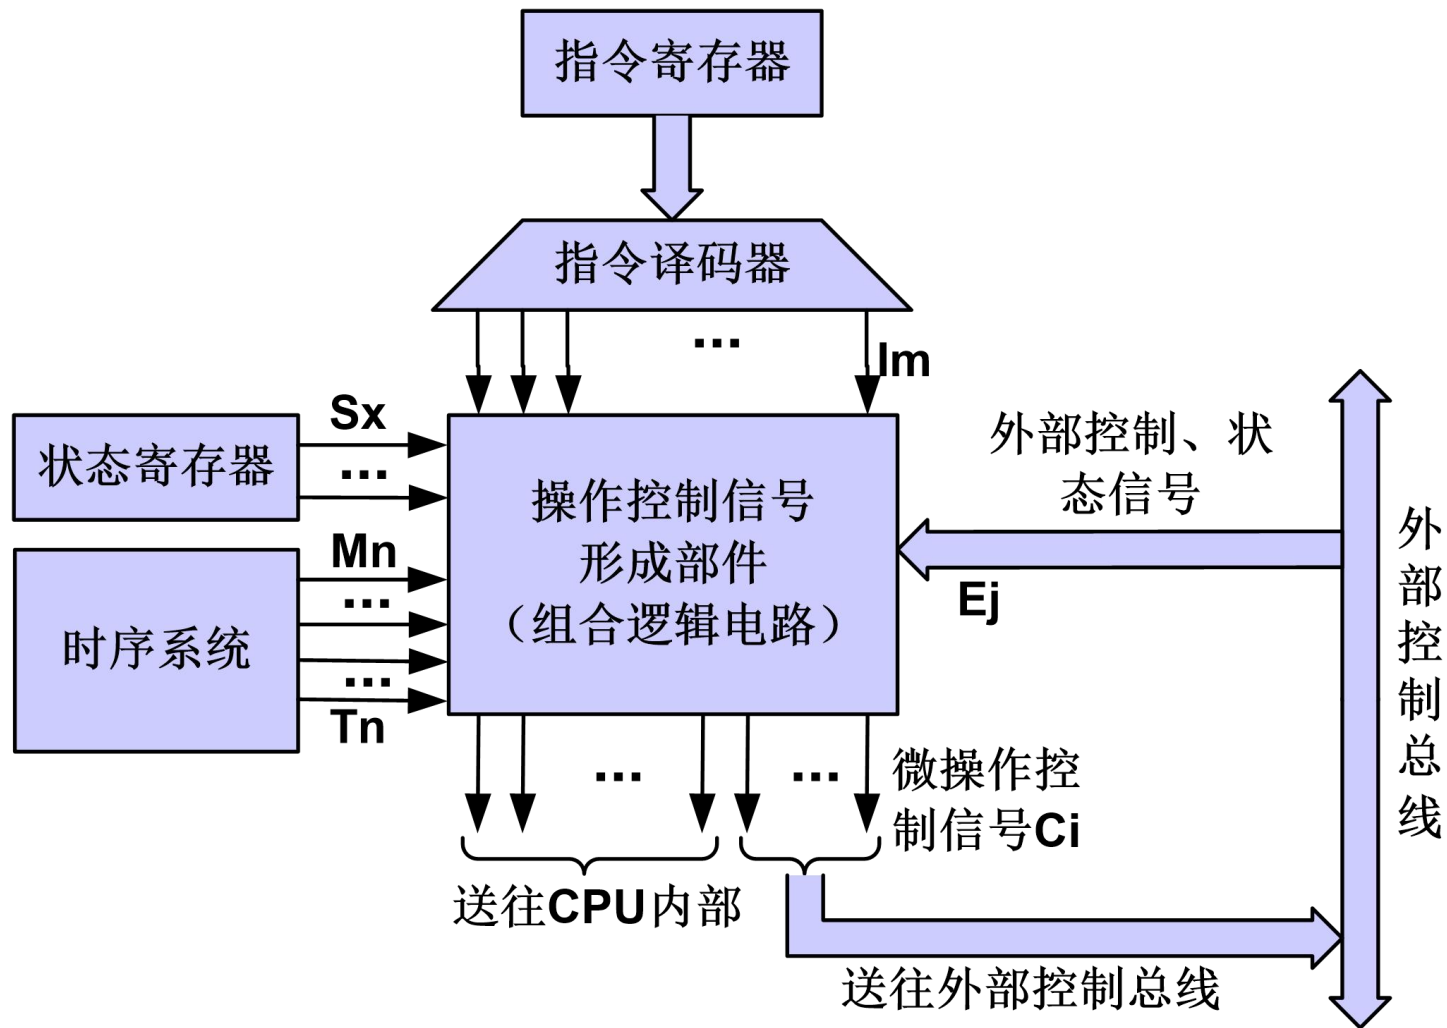 指令寄存器
指令译码器
...
Im
Sx
状态寄存器
...
外部控制、状
态信号
操作控制信号
形成部件
（组合逻辑电路）
Mn
...
时序系统
...
Tn
Ej
外部控制总线
...
...
微操作控
制信号Ci
送往CPU内部
送往外部控制总线